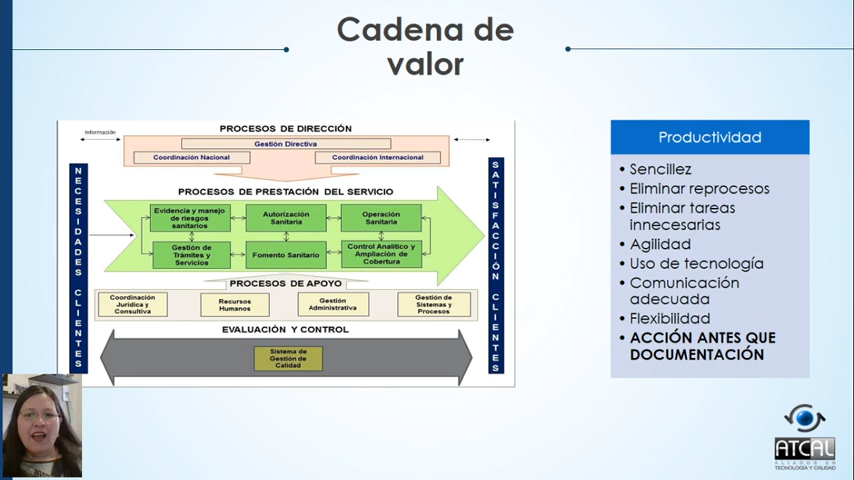 Cadena de
valor
Información
PROCESOS DE DIRECCIÓN
Gestión Directiva
Coordinación Nacional
Coordinación Internacional
NECESIDADES CLIENTES
PROCESOS DE PRESTACIÓN DEL SERVICIO
Evidencia y manejo
de riesgos
sanitarios
Autorización
Sanitaria
Operación
Sanitaria
Gestión de
Trámites y
Servicios
Fomento Sanitario
Control Analítico y
Ampliación de
Cobertura
SATISFACCIÓN CLIENTES
PROCESOS DE APOYO
Coordinación
Jurídica y
Consultiva
Recursos
Humanos
Gestión
Administrativa
Gestión de
Sistemas y
Procesos
EVALUACIÓN Y CONTROL
Sistema de
Gestión de
Calidad
Productividad
• Sencillez
• Eliminar reprocesos
• Eliminar tareas
innecesarias
• Agilidad
• Uso de tecnología
• Comunicación
adecuada
• Flexibilidad
• ACCIÓN ANTES QUE
DOCUMENTACIÓN
ATCAL
ALIADOS EN
TECNOLOGÍA Y CALIDAD